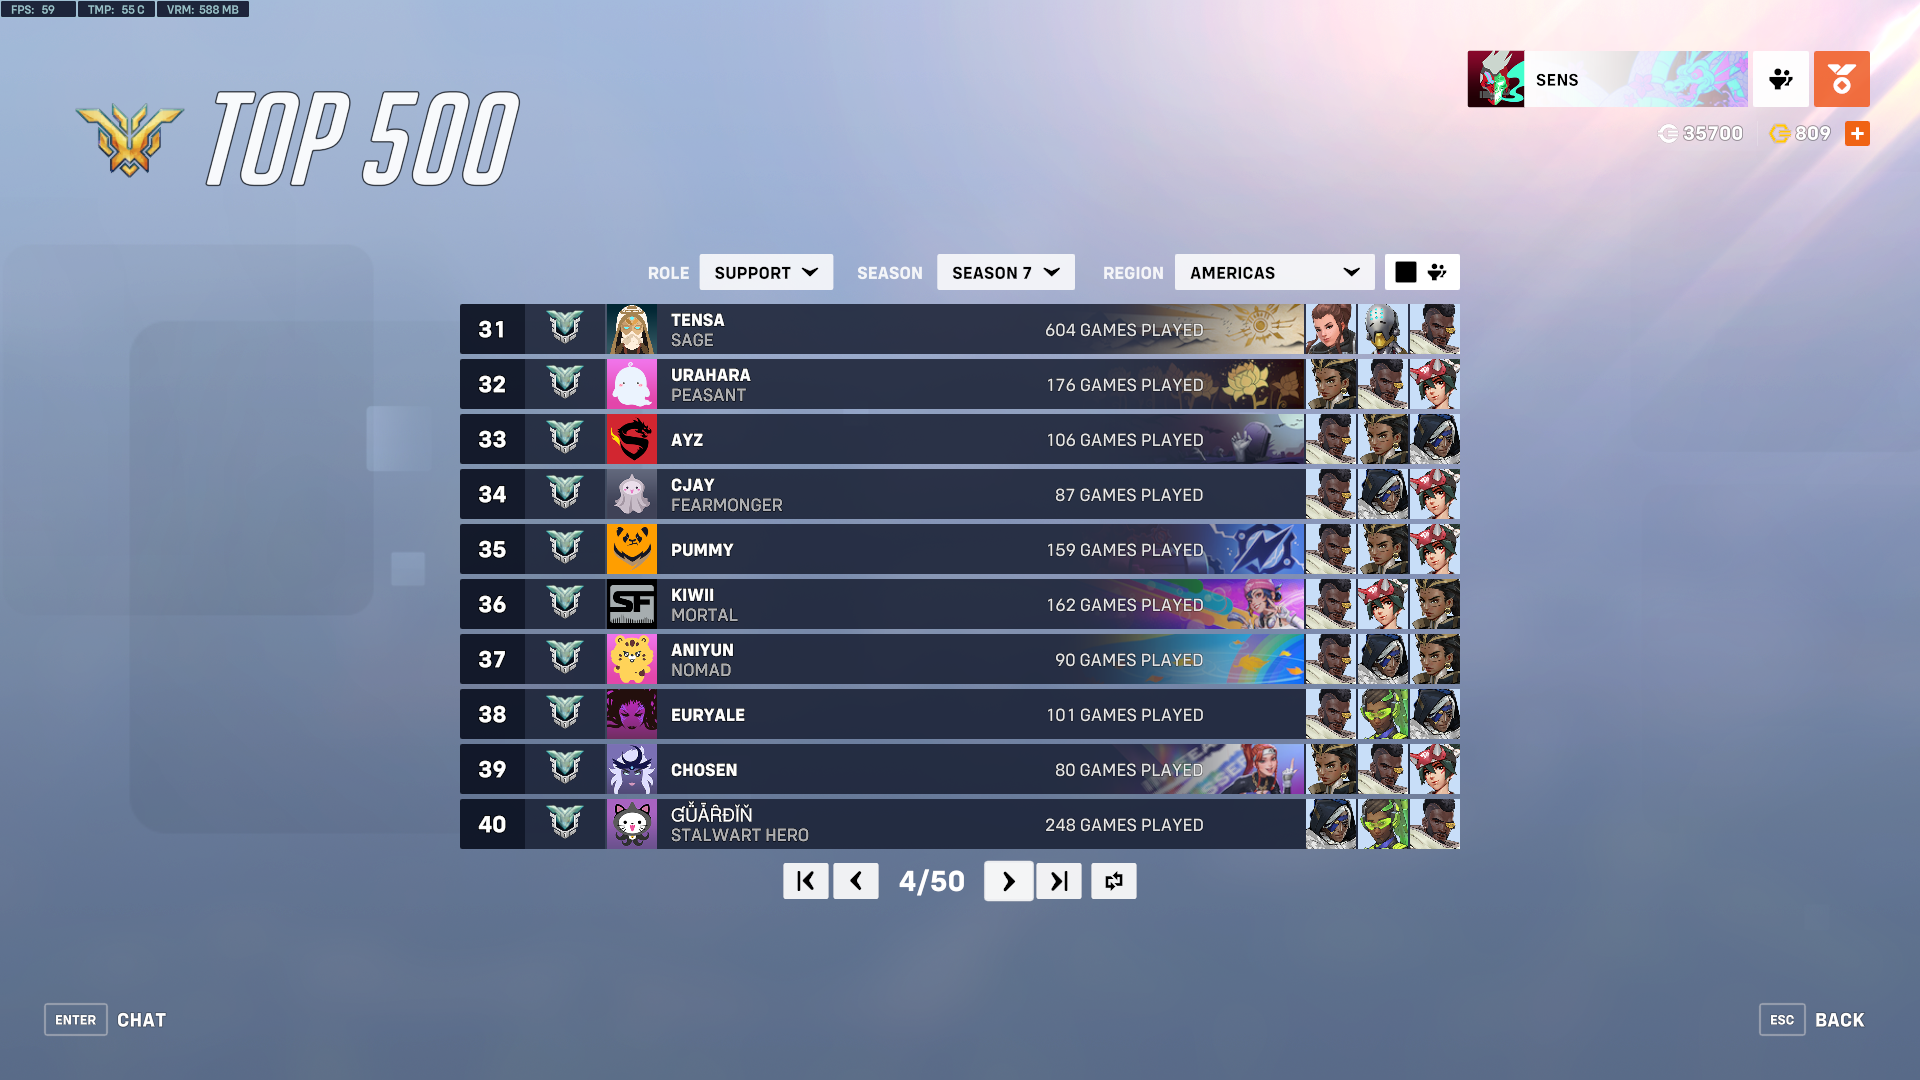 FPS: 59 TMP: 55 C VRM: 588 MB
TOP 500
SENS
35700 809
ROLE SUPPORT SEASON SEASON 7 REGION AMERICAS
31 TENSA 604 GAMES PLAYED
SAGE
32 URAHARA 176 GAMES PLAYED
PEASANT
33 AYZ 106 GAMES PLAYED
34 CJAY 87 GAMES PLAYED
FEARMONGER
35 PUMMY 159 GAMES PLAYED
36 SF KIWII 162 GAMES PLAYED
MORTAL
37 ANIYUN 90 GAMES PLAYED
NOMAD
38 EURYALE 101 GAMES PLAYED
39 CHOSEN 80 GAMES PLAYED
40 248 GAMES PLAYED
STALWART HERO
4/50
ENTER CHAT
ESC BACK